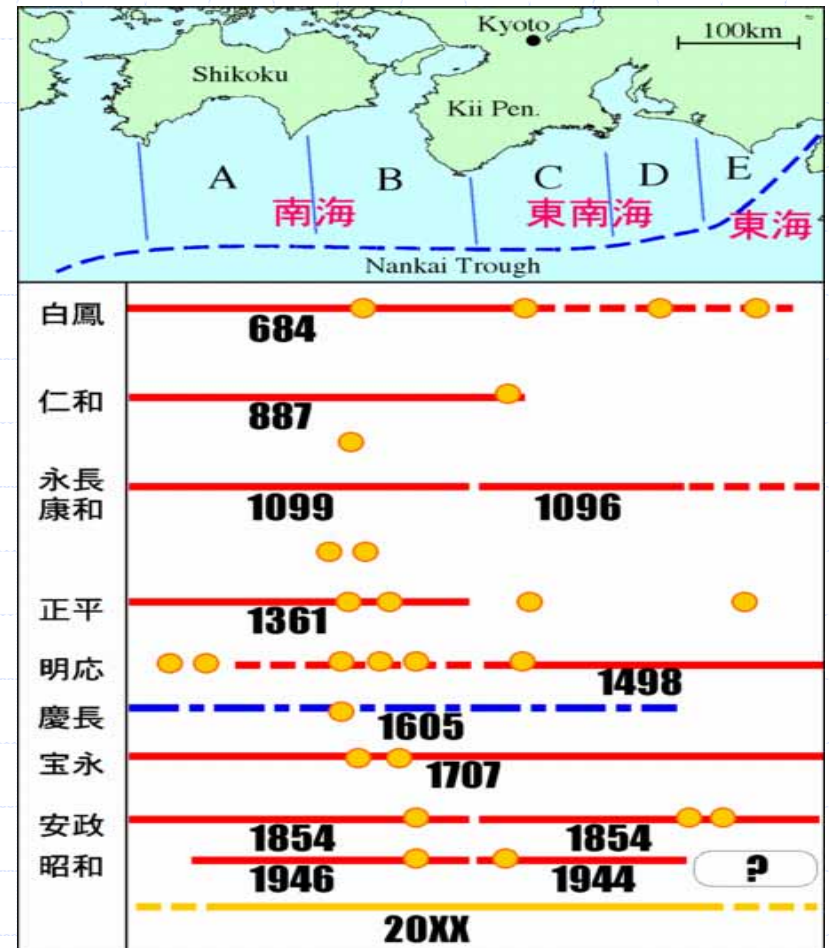 Kyoto
100km
Shikoku
Kii Pen.
A B C D E
南海 東南海 東海
Nankai Trough
白鳳
684
仁和
887
永長
康和
1099 1096
正平
1361
明応
1498
慶長
1605
宝永
1707
安政
1854 1854
昭和
1946 1944 ?
20XX